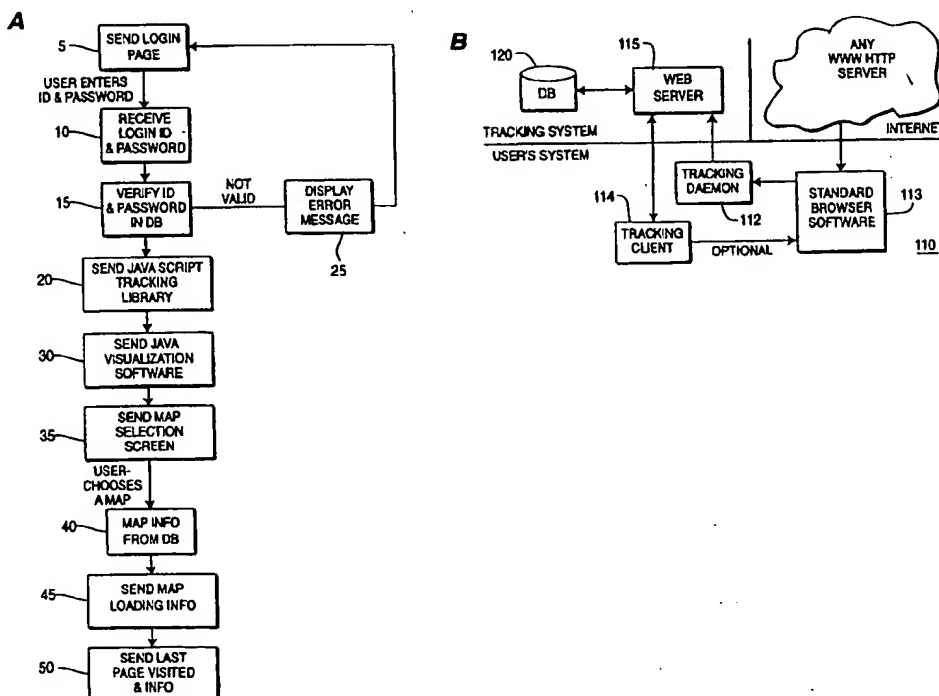 A
5
SEND LOGIN
PAGE
USER ENTERS
ID & PASSWORD
10
RECEIVE
LOGIN ID
& PASSWORD
15
VERIFY ID
& PASSWORD
IN DB
NOT
VALID
DISPLAY
ERROR
MESSAGE
25
20
SEND JAVA SCRIPT
TRACKING
LIBRARY
30
SEND JAVA
VISUALIZATION
SOFTWARE
35
SEND MAP
SELECTION
SCREEN
USER-
CHOOSES
A MAP
40
MAP INFO
FROM DB
45
SEND MAP
LOADING INFO
50
SEND LAST
PAGE VISITED
& INFO
B
120
DB
115
WEB
SERVER
ANY
WWW HTTP
SERVER
TRACKING SYSTEM
INTERNET
USER'S SYSTEM
114
TRACKING
CLIENT
TRACKING
DAEMON
112
OPTIONAL
STANDARD
BROWSER
SOFTWARE
113
110